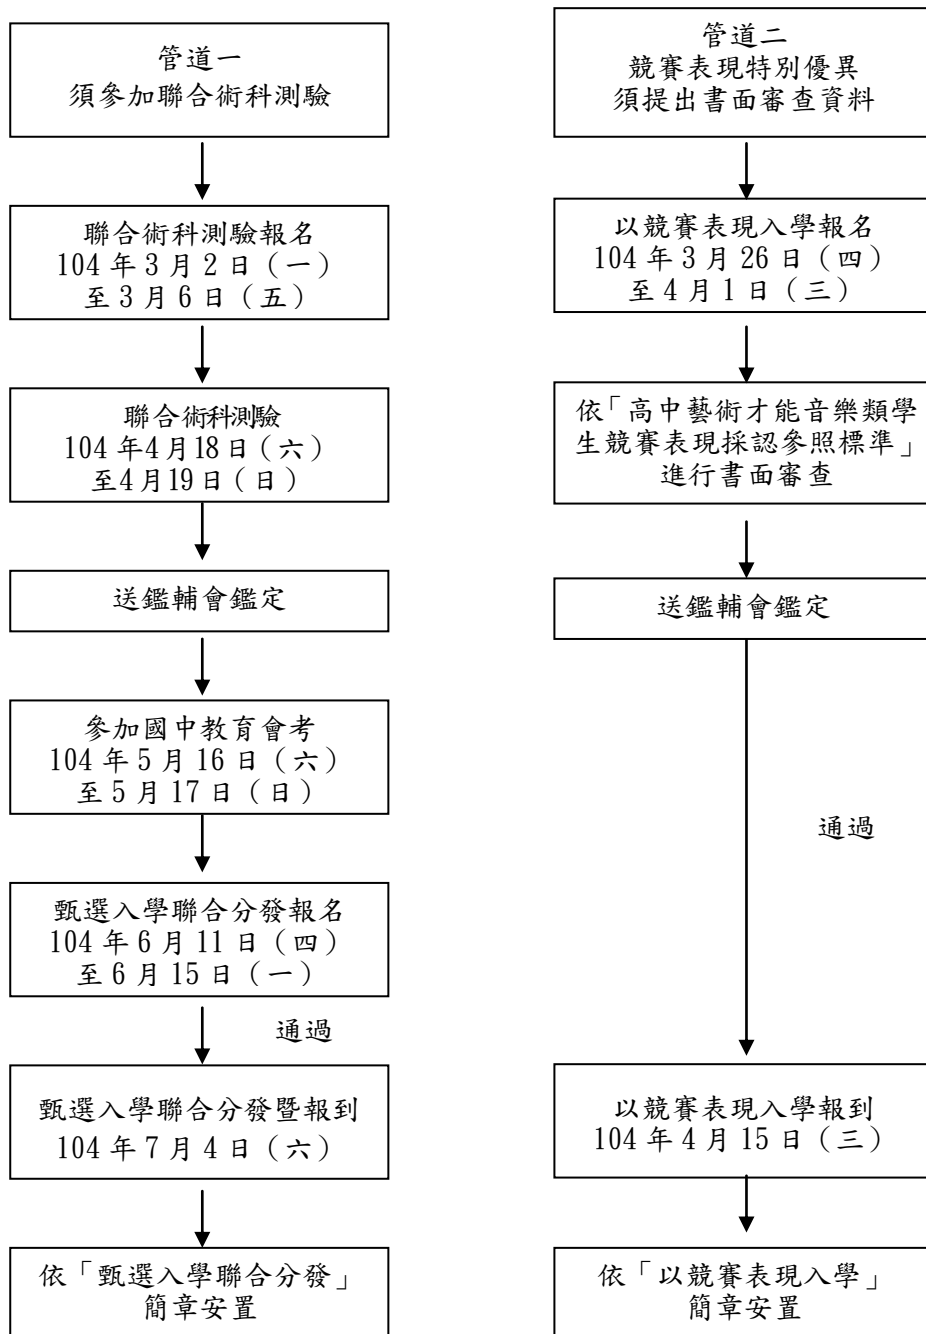 管道一
須參加聯合術科測驗
聯合術科測驗報名
104 年 3 月 2 日（一）
至 3 月 6 日（五）
聯合術科測驗
104 年4月18日（六）
至4月19日（日）
送鑑輔會鑑定
參加國中教育會考
104 年 5 月 16 日（六）
至 5 月 17 日（日）
甄選入學聯合分發報名
104 年 6 月 11 日（四）
至 6 月 15 日（一）
通過
甄選入學聯合分發暨報到
104 年 7 月 4 日（六）
依「甄選入學聯合分發」
簡章安置
管道二
競賽表現特別優異
須提出書面審查資料
以競賽表現入學報名
104 年 3 月 26 日（四）
至 4 月 1 日（三）
依「高中藝術才能音樂類學
生競賽表現採認參照標準」
進行書面審查
送鑑輔會鑑定
通過
以競賽表現入學報到
104 年 4 月 15 日（三）
依「以競賽表現入學」
簡章安置